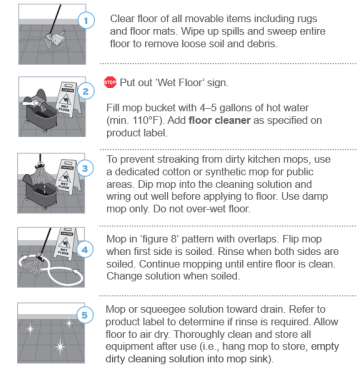 1
Clear floor of all movable items including rugs
and floor mats. Wipe up spills and sweep entire
floor to remove loose soil and debris.
2
STOP Put out 'Wet Floor' sign.
Fill mop bucket with 4–5 gallons of hot water
(min. 110°F). Add floor cleaner as specified on
product label.
3
To prevent streaking from dirty kitchen mops, use
a dedicated cotton or synthetic mop for public
areas. Dip mop into the cleaning solution and
wring out well before applying to floor. Use damp
mop only. Do not over-wet floor.
4
Mop in 'figure 8' pattern with overlaps. Flip mop
when first side is soiled. Rinse when both sides are
soiled. Continue mopping until entire floor is clean.
Change solution when soiled.
5
Mop or squeegee solution toward drain. Refer to
product label to determine if rinse is required. Allow
floor to air dry. Thoroughly clean and store all
equipment after use (i.e., hang mop to store, empty
dirty cleaning solution into mop sink).